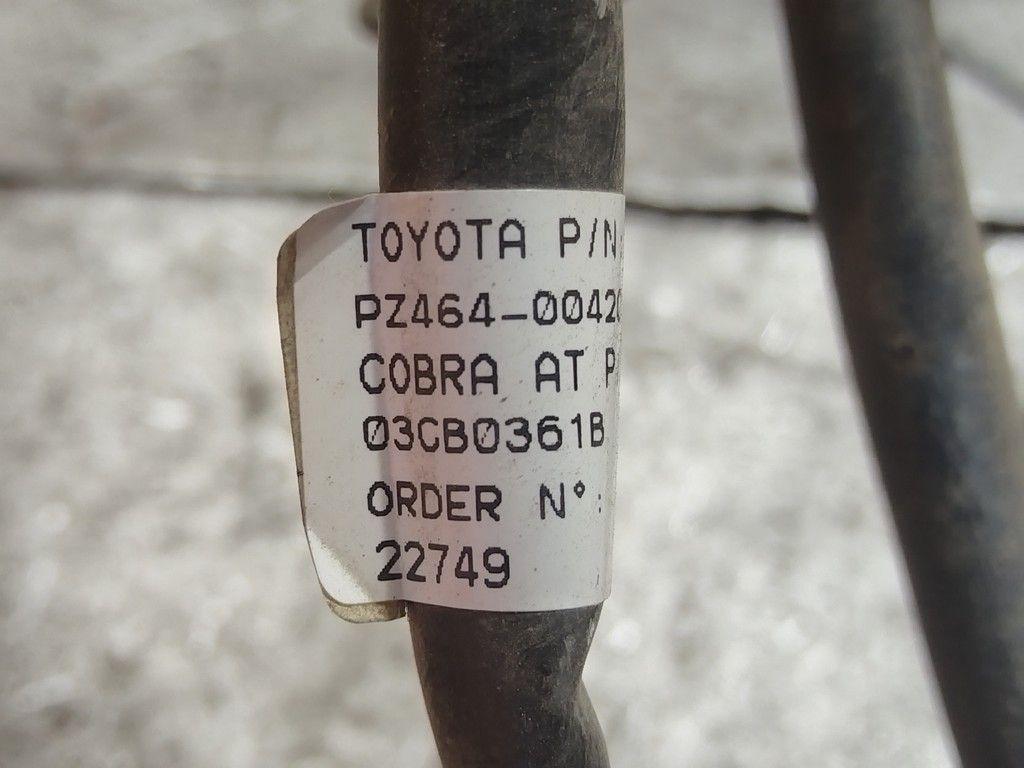 TOYOTA P/N
PZ464-0042
COBRA AT P
03CB0361B
ORDER N°:
22749